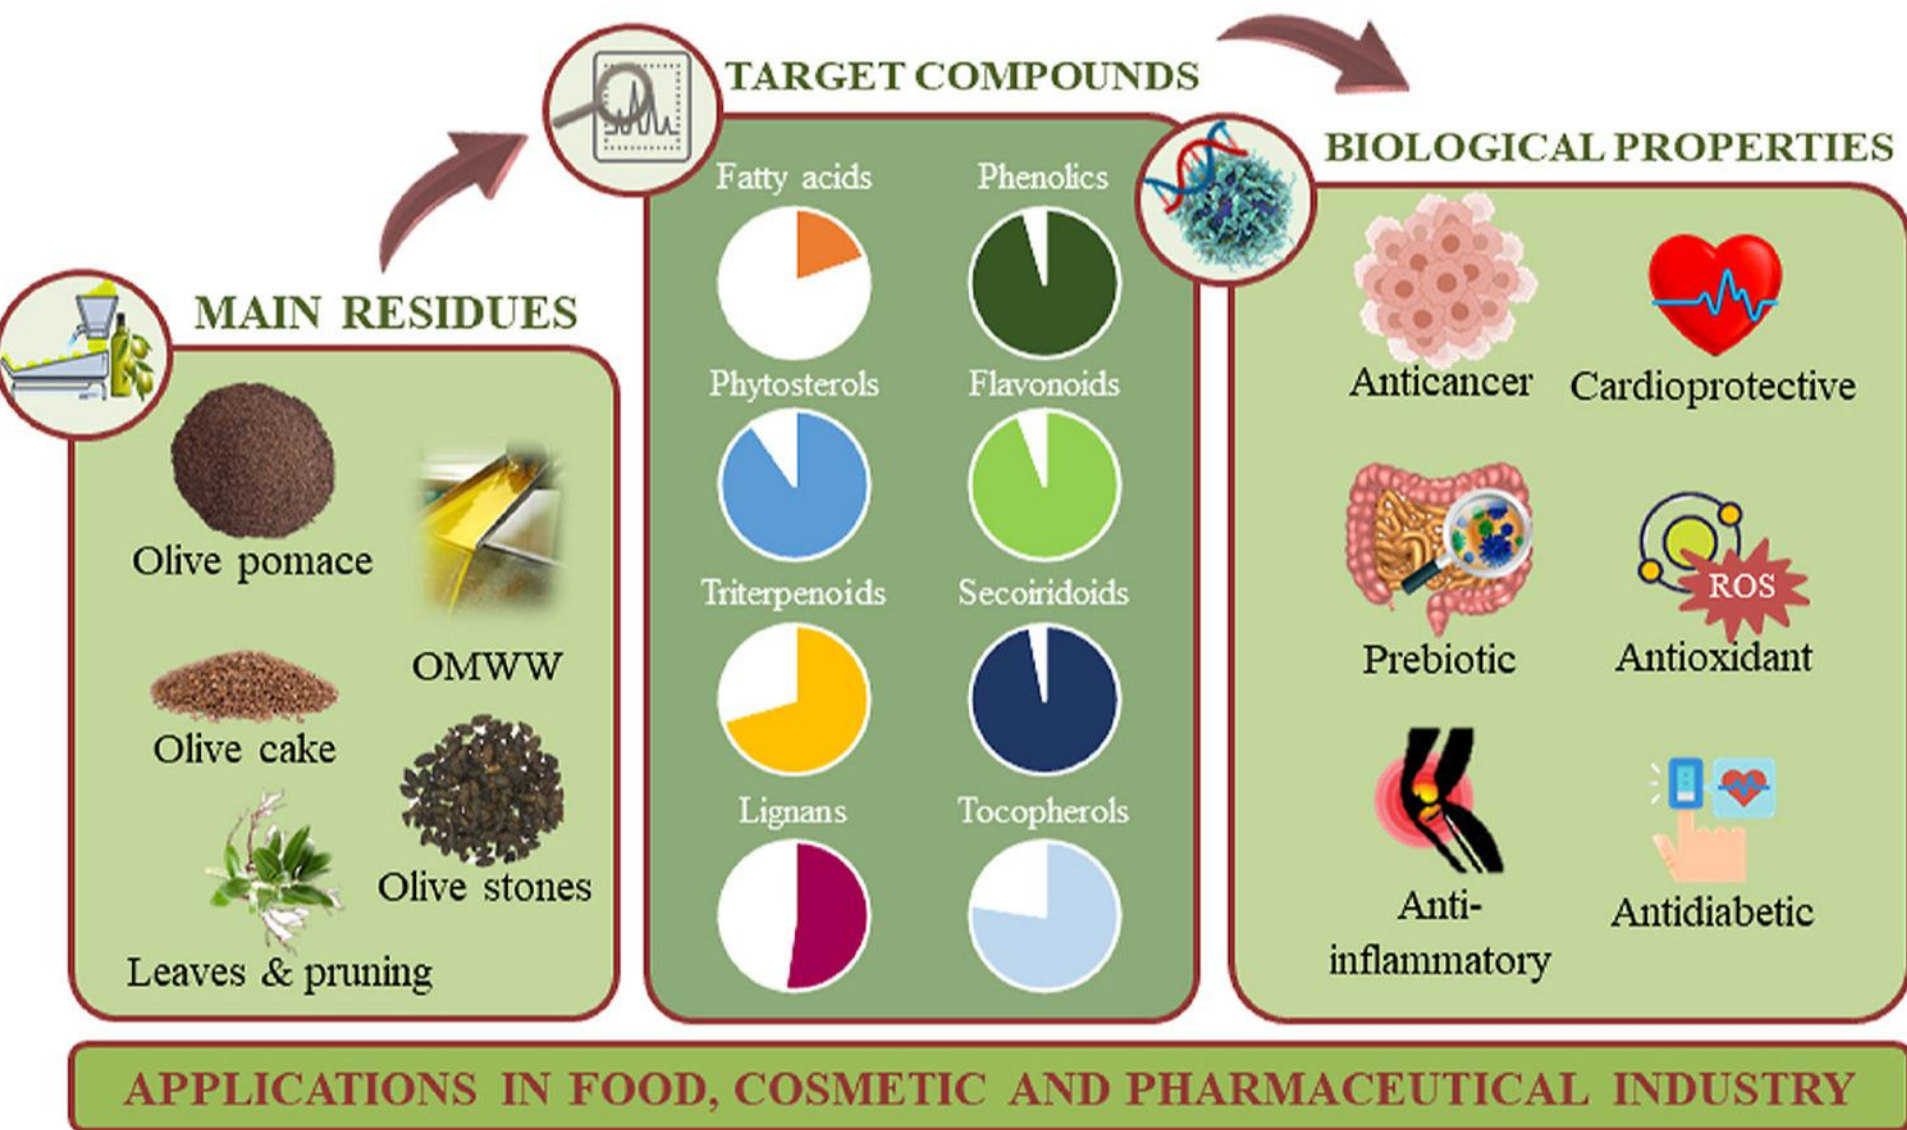 TARGET COMPOUNDS
BIOLOGICAL PROPERTIES
MAIN RESIDUES
Olive pomace
OMWW
Olive cake
Olive stones
Leaves & pruning
Fatty acids
Phenolics
Phytosterols
Flavonoids
Triterpenoids
Secoiridoids
Lignans
Tocopherols
Anticancer
Cardioprotective
Prebiotic
ROS
Antioxidant
Anti-
inflammatory
Antidiabetic
APPLICATIONS IN FOOD, COSMETIC AND PHARMACEUTICAL INDUSTRY